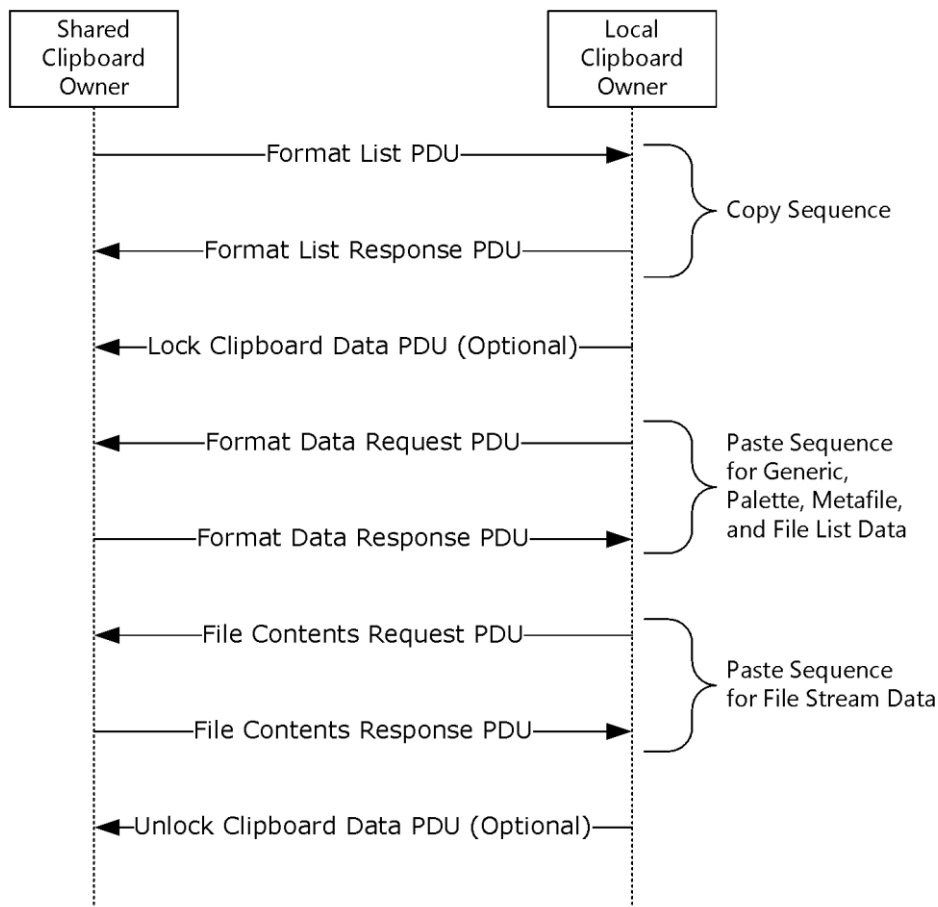 Shared
Clipboard
Owner
Local
Clipboard
Owner
Format List PDU
Copy Sequence
Format List Response PDU
Lock Clipboard Data PDU (Optional)
Format Data Request PDU
Paste Sequence
for Generic,
Palette, Metafile,
and File List Data
Format Data Response PDU
File Contents Request PDU
Paste Sequence
for File Stream Data
File Contents Response PDU
Unlock Clipboard Data PDU (Optional)